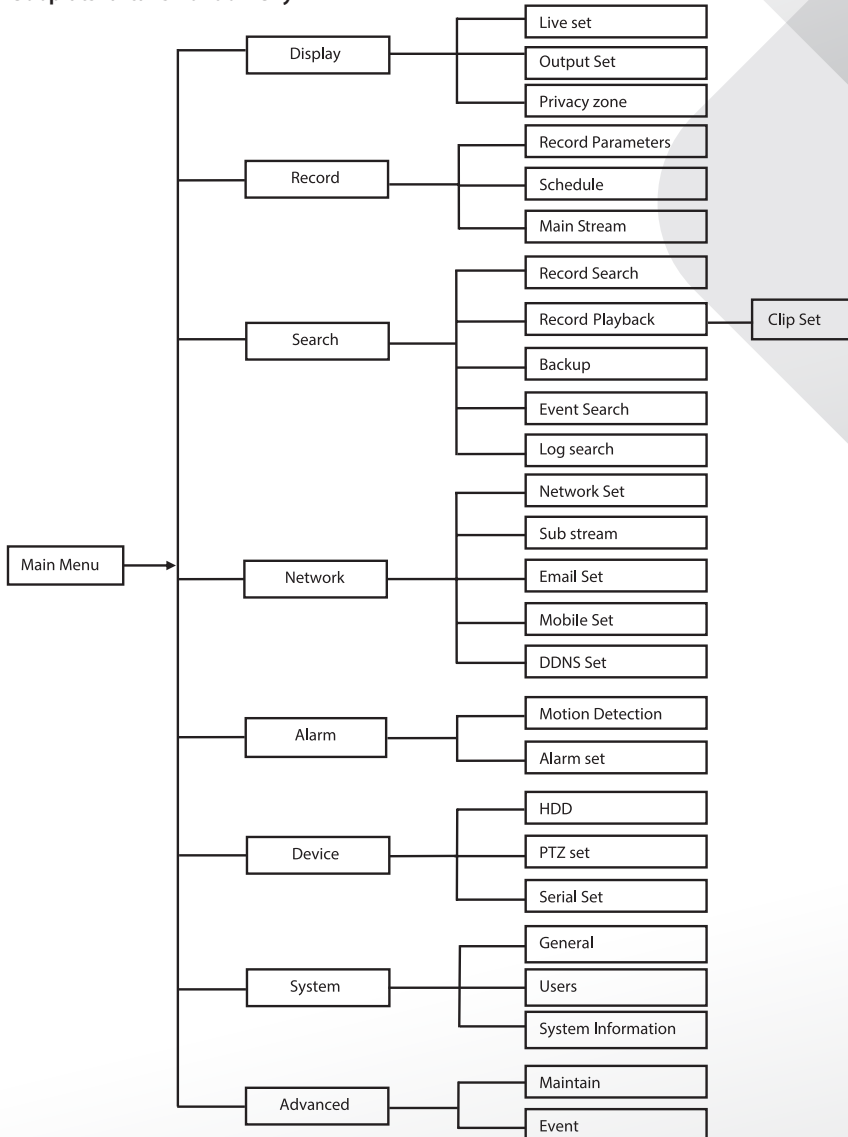 Live set
Display
Output Set
Privacy zone
Record Parameters
Record
Schedule
Main Stream
Record Search
Record Playback
Clip Set
Search
Backup
Event Search
Log search
Network Set
Sub stream
Main Menu
Network
Email Set
Mobile Set
DDNS Set
Motion Detection
Alarm
Alarm set
HDD
Device
PTZ set
Serial Set
General
System
Users
System Information
Maintain
Advanced
Event